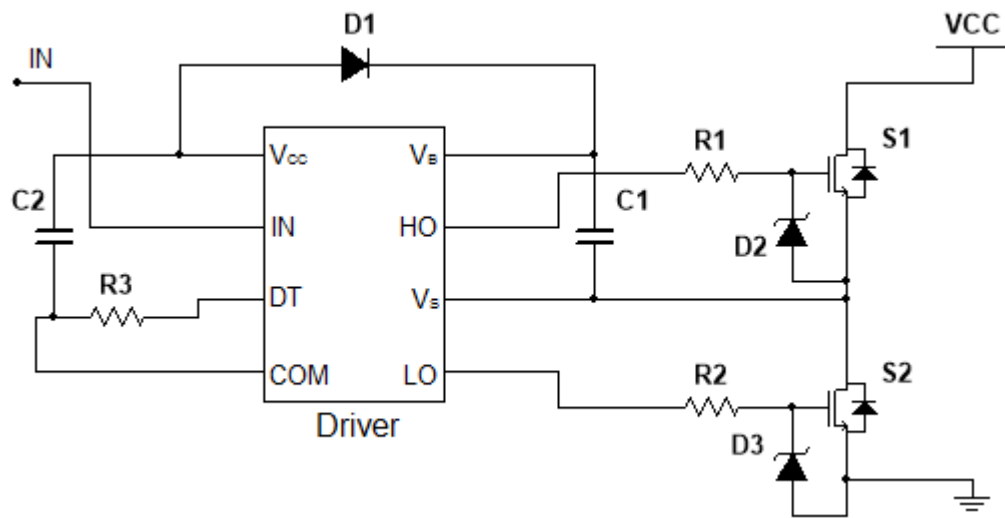 D1
VCC
IN
Vcc
VB
R1
S1
C2
C1
IN
HO
D2
R3
DT
Vs
COM
LO
R2
S2
Driver
D3